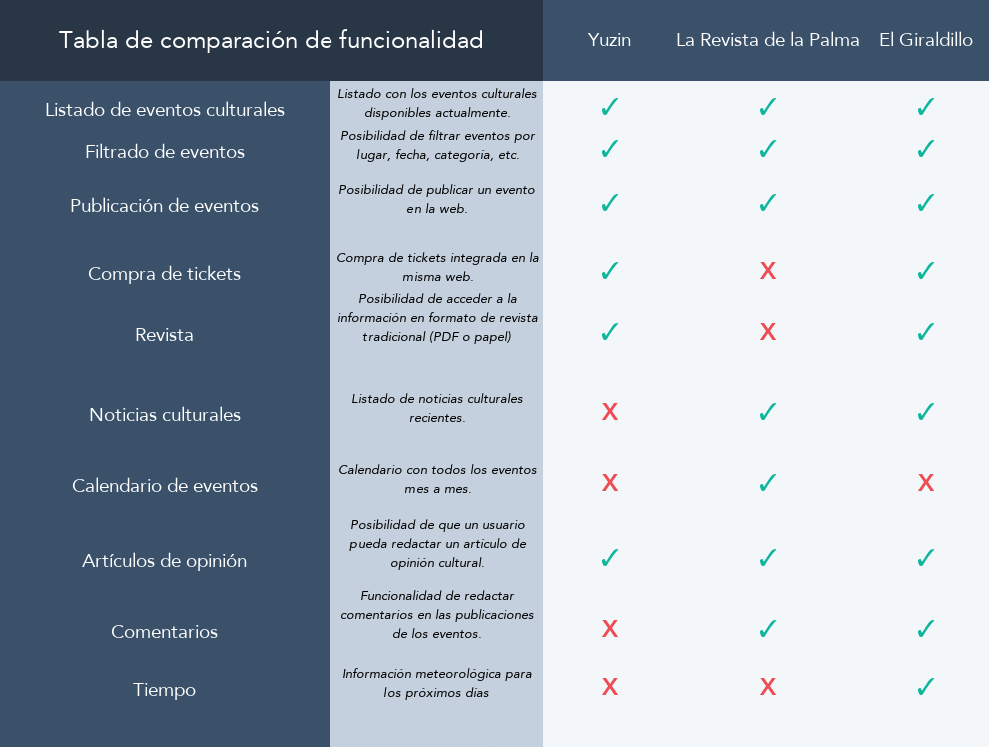 Tabla de comparación de funcionalidad
Yuzin
La Revista de la Palma
El Giraldillo
Listado de eventos culturales
Listado con los eventos culturales
disponibles actualmente.
✓ ✓ ✓
Filtrado de eventos
Posibilidad de filtrar eventos por
lugar, fecha, categoria, etc.
✓ ✓ ✓
Publicación de eventos
Posibilidad de publicar un evento
en la web.
✓ ✓ ✓
Compra de tickets
Compra de tickets integrada en la
misma web.
✓ X ✓
Revista
Posibilidad de acceder a la
información en formato de revista
tradicional (PDF o papel)
✓ X ✓
Noticias culturales
Listado de noticias culturales
recientes.
X ✓ ✓
Calendario de eventos
Calendario con todos los eventos
mes a mes.
X ✓ X
Artículos de opinión
Posibilidad de que un usuario
pueda redactar un articulo de
opinión cultural.
✓ ✓ ✓
Comentarios
Funcionalidad de redactar
comentarios en las publicaciones
de los eventos.
X ✓ ✓
Tiempo
Información meteorológica para
los próximos dias
X X ✓